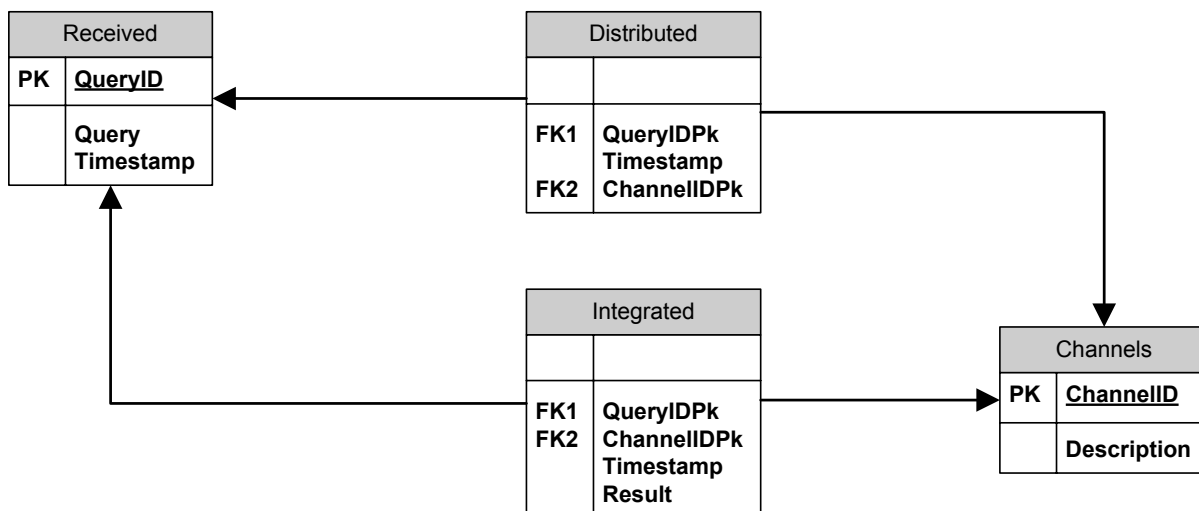 Received
PK QueryID
Query
Timestamp
Distributed
FK1 QueryIDPk
Timestamp
FK2 ChannelIDPk
Integrated
FK1 QueryIDPk
FK2 ChannelIDPk
Timestamp
Result
Channels
PK ChannelID
Description